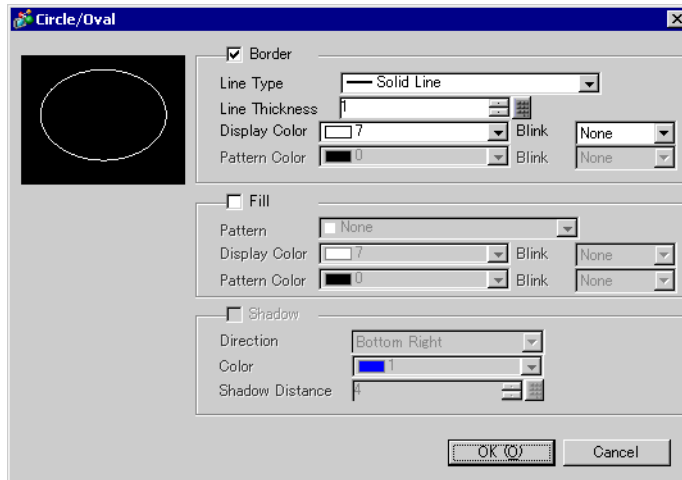 Circle/Oval
Border
Line Type Solid Line
Line Thickness 1
Display Color 7 Blink None
Pattern Color 0 Blink None
Fill
Pattern None
Display Color 7 Blink None
Pattern Color 0 Blink None
Shadow
Direction Bottom Right
Color 1
Shadow Distance 4
OK (O) Cancel